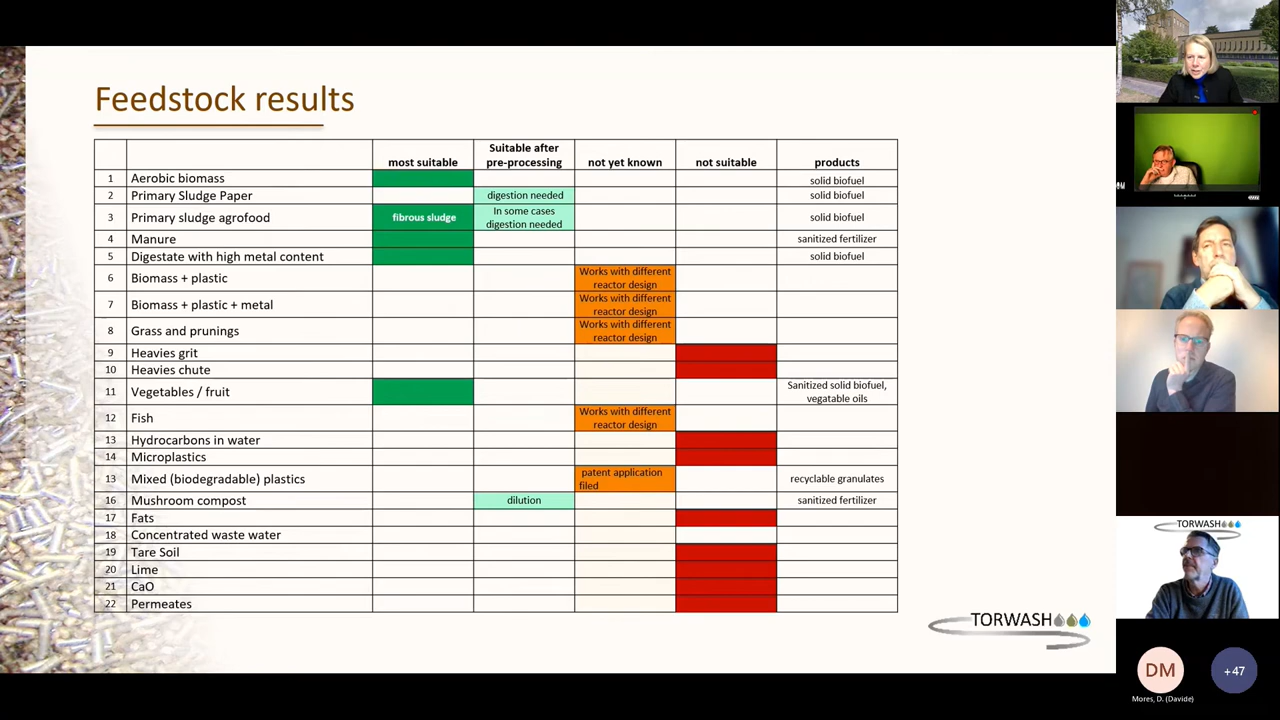 Feedstock results
most suitable
Suitable after
pre-processing
not yet known
not suitable
products
1 Aerobic biomass solid biofuel
2 Primary Sludge Paper digestion needed solid biofuel
3 Primary sludge agrofood fibrous sludge In some cases
digestion needed solid biofuel
4 Manure sanitized fertilizer
5 Digestate with high metal content solid biofuel
6 Biomass + plastic Works with different
reactor design
7 Biomass + plastic + metal Works with different
reactor design
8 Grass and prunings Works with different
reactor design
9 Heavies grit
10 Heavies chute
11 Vegetables / fruit Sanitized solid biofuel,
vegatable oils
12 Fish Works with different
reactor design
13 Hydrocarbons in water
14 Microplastics
13 Mixed (biodegradable) plastics patent application
filed recyclable granulates
16 Mushroom compost dilution sanitized fertilizer
17 Fats
18 Concentrated waste water
19 Tare Soil
20 Lime
21 CaO
22 Permeates
TORWASH
TORWASH
DM
+47
Mores, D. (Davide)